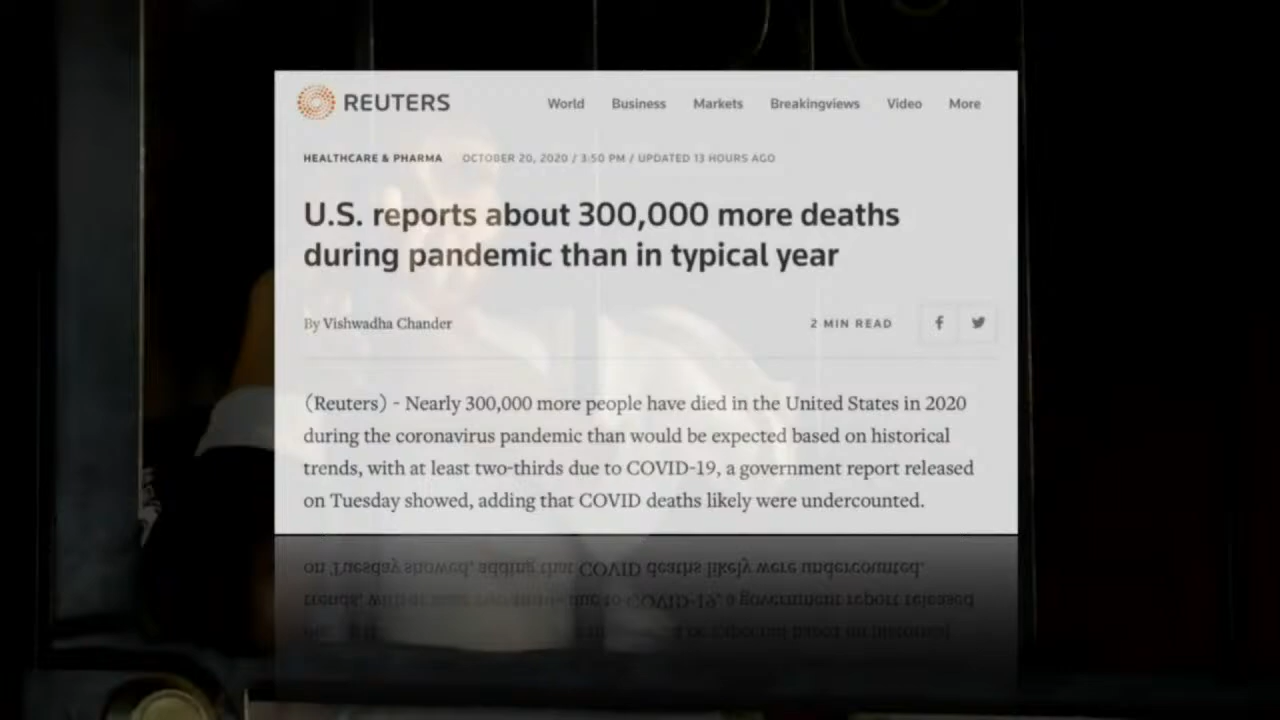 REUTERS World Business Markets Breakingviews Video More
HEALTHCARE & PHARMA OCTOBER 20, 2020 / 3:50 PM / UPDATED 13 HOURS AGO
U.S. reports about 300,000 more deaths
during pandemic than in typical year
By Vishwadha Chander 2 MIN READ
(Reuters) - Nearly 300,000 more people have died in the United States in 2020
during the coronavirus pandemic than would be expected based on historical
trends, with at least two-thirds due to COVID-19, a government report released
on Tuesday showed, adding that COVID deaths likely were undercounted.